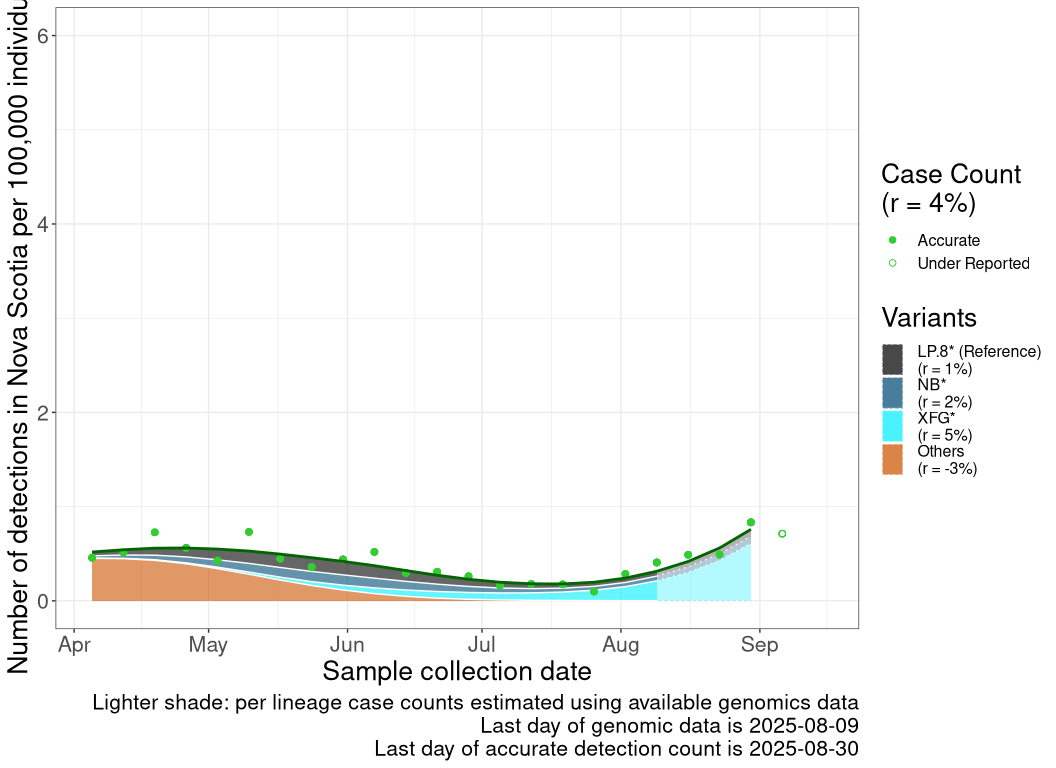 Number of detections in Nova Scotia per 100,000
6
4
2
0
Apr May Jun Jul Aug Sep
Sample collection date
Lighter shade: per lineage case counts estimated using available genomics data
Last day of genomic data is 2025-08-09
Last day of accurate detection count is 2025-08-30
Case Count
(r = 4%)
Accurate
Under Reported
Variants
LP.8* (Reference)
(r = 1%)
NB*
(r = 2%)
XFG*
(r = 5%)
Others
(r = -3%)